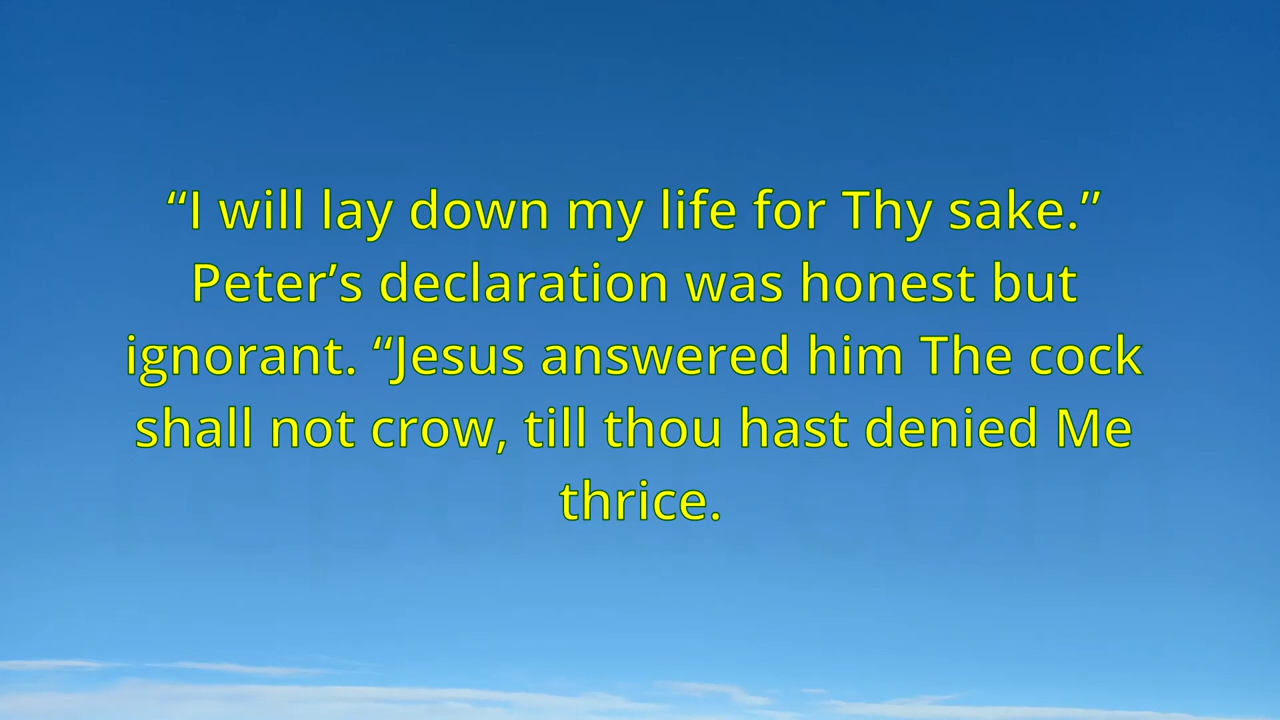 “I will lay down my life for Thy sake.”
Peter’s declaration was honest but
ignorant. “Jesus answered him The cock
shall not crow, till thou hast denied Me
thrice.